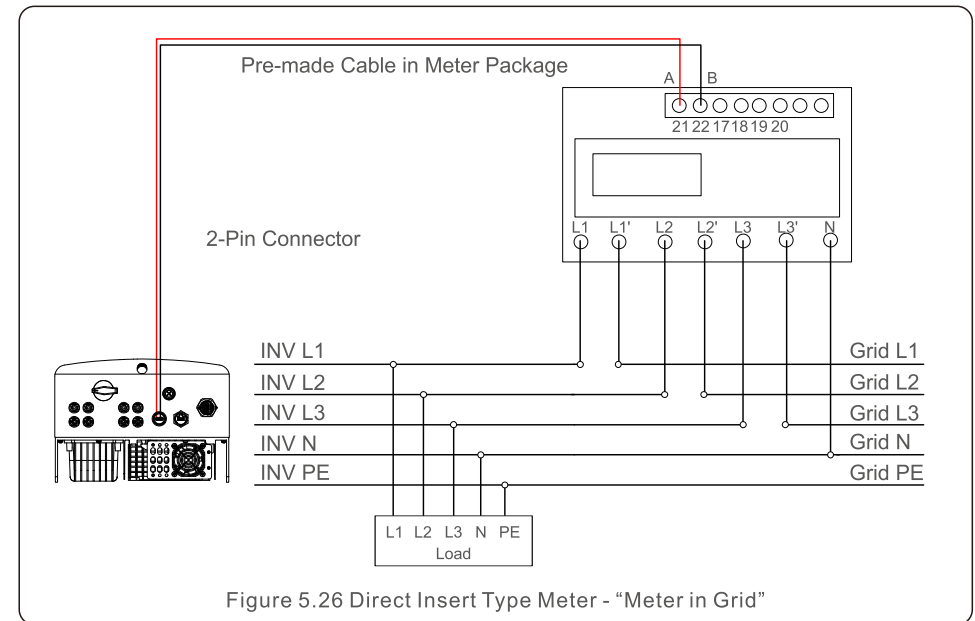 Pre-made Cable in Meter Package
A B
21 22 17 18 19 20
2-Pin Connector
L1 L1' L2 L2' L3 L3' N
INV L1 Grid L1
INV L2 Grid L2
INV L3 Grid L3
INV N Grid N
INV PE Grid PE
L1 L2 L3 N PE
Load
Figure 5.26 Direct Insert Type Meter - “Meter in Grid”